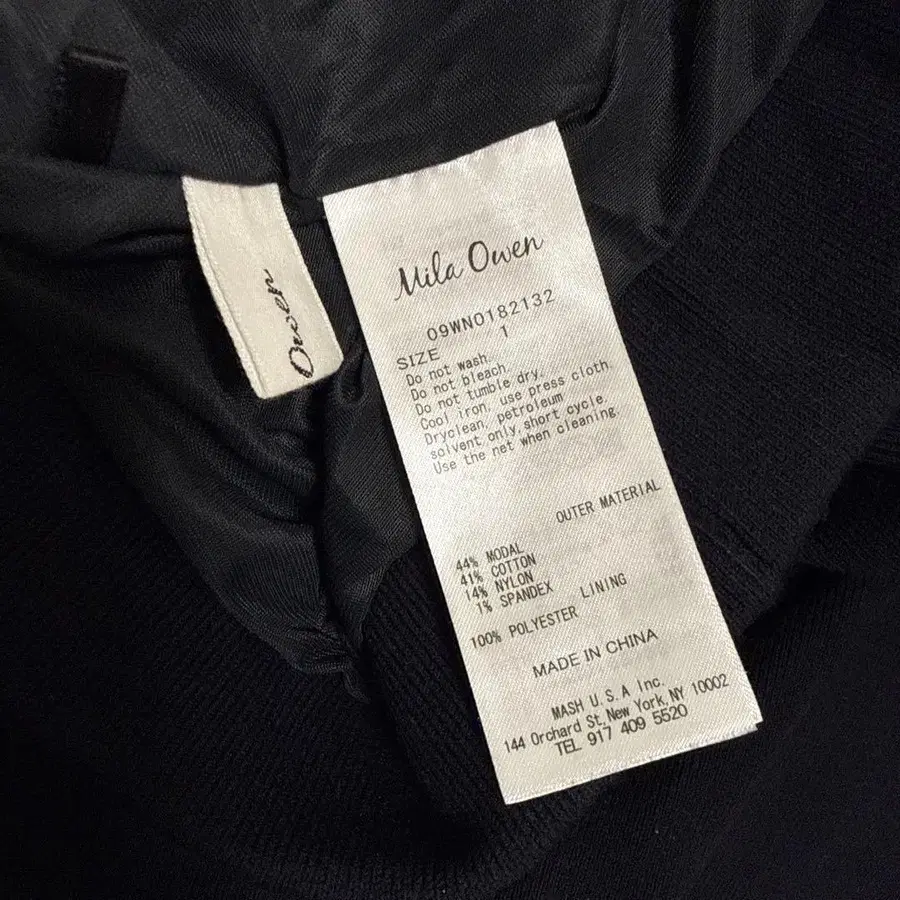 Owen
Mila Owen
09WNO182132
SIZE 1
Do not wash.
Do not bleach.
Do not tumble dry.
Cool iron, use press cloth.
Dryclean, petroleum
solvent only, short cycle.
Use the net when cleaning.
OUTER MATERIAL
44% MODAL
41% COTTON
14% NYLON
1% SPANDEX
LINING
100% POLYESTER
MADE IN CHINA
MASH U.S.A Inc.
144 Orchard St, New York, NY 10002
TEL 917 409 5520